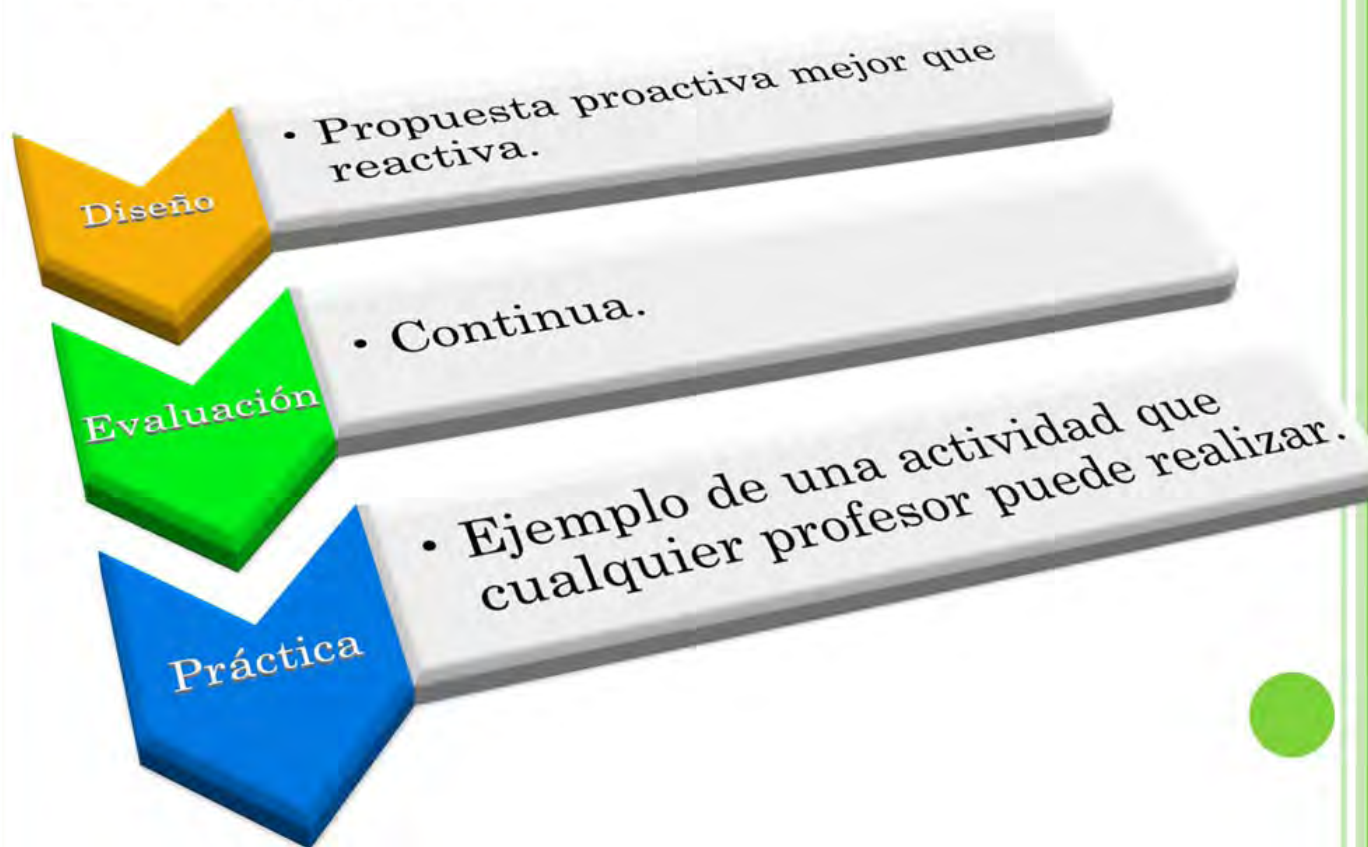 Diseño
• Propuesta proactiva mejor que
reactiva.
Evaluación
• Continua.
Práctica
• Ejemplo de una actividad que
cualquier profesor puede realizar.